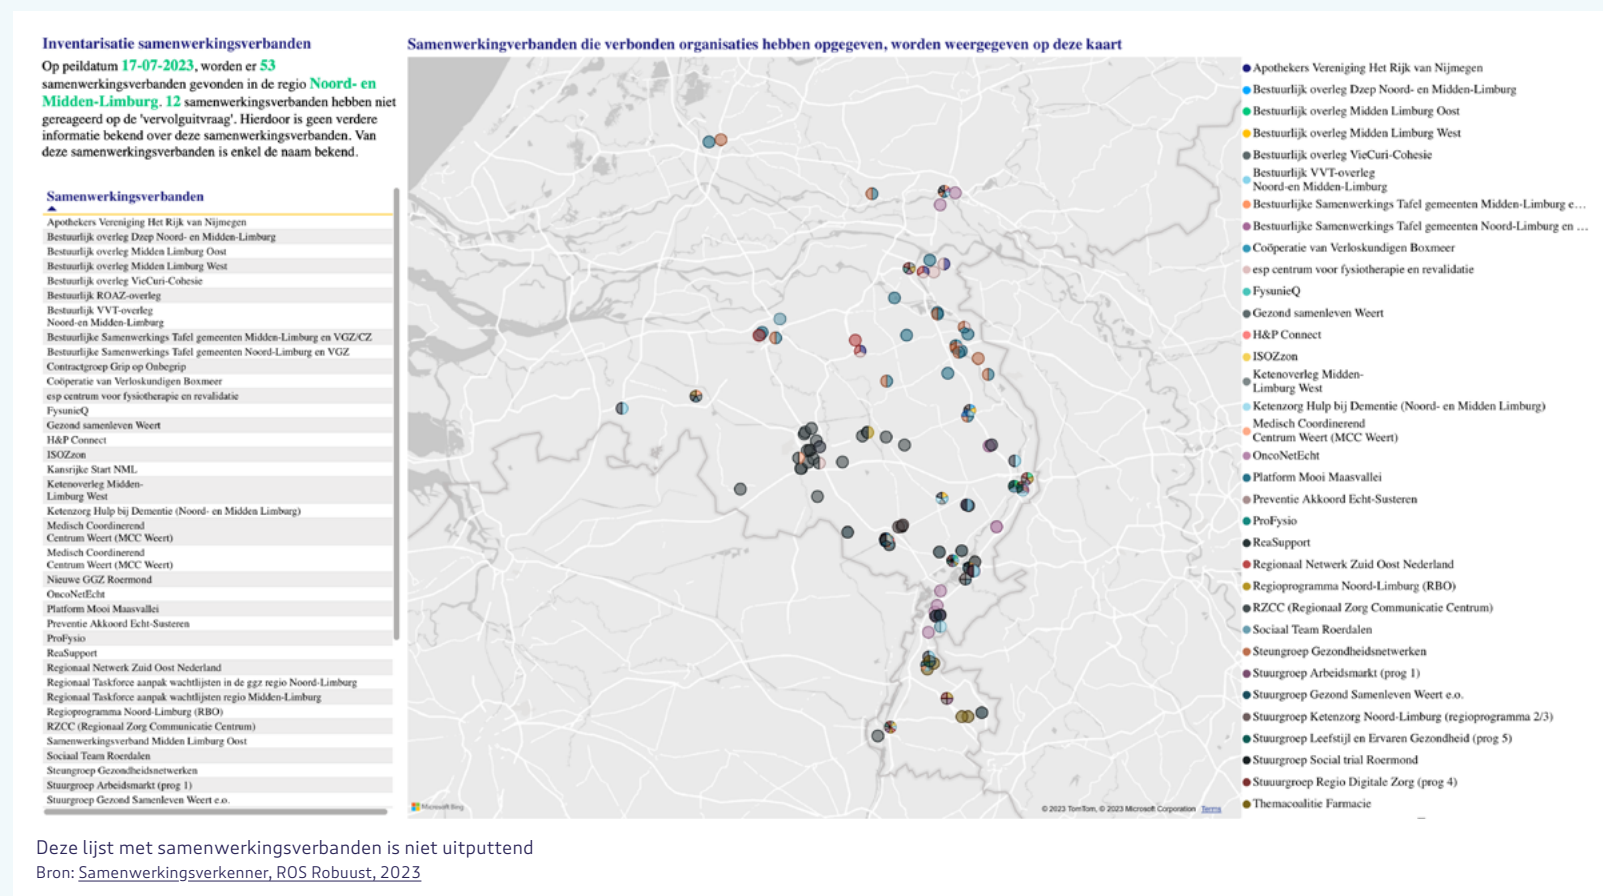 Inventarisatie samenwerkingsverbanden
Op peildatum 17-07-2023, worden er 53
samenwerkingsverbanden gevonden in de regio Noord- en
Midden-Limburg. 12 samenwerkingsverbanden hebben niet
gereageerd op de 'vervolguitvraag'. Hierdoor is geen verdere
informatie bekend over deze samenwerkingsverbanden. Van
deze samenwerkingsverbanden is enkel de naam bekend.
Samenwerkingsverbanden
Apothekers Vereniging Het Rijk van Nijmegen
Bestuurlijk overleg Dzep Noord- en Midden-Limburg
Bestuurlijk overleg Midden Limburg Oost
Bestuurlijk overleg Midden Limburg West
Bestuurlijk overleg VieCuri-Cohesie
Bestuurlijk ROAZ-overleg
Bestuurlijk VVT-overleg
Noord-en Midden-Limburg
Bestuurlijke Samenwerkings Tafel gemeenten Midden-Limburg en VGZ/CZ
Bestuurlijke Samenwerkings Tafel gemeenten Noord-Limburg en VGZ
Contractgroep Grip op Onbegrip
Coöperatie van Verloskundigen Boxmeer
esp centrum voor fysiotherapie en revalidatie
FysunieQ
Gezond samenleven Weert
H&P Connect
ISOZzon
Kansrijke Start NML
Ketenoverleg Midden-
Limburg West
Ketenzorg Hulp bij Dementie (Noord- en Midden Limburg)
Medisch Coordinerend
Centrum Weert (MCC Weert)
Medisch Coordinerend
Centrum Weert (MCC Weert)
Nieuwe GGZ Roermond
OncoNetEcht
Platform Mooi Maasvallei
Preventie Akkoord Echt-Susteren
ProFysio
ReaSupport
Regionaal Netwerk Zuid Oost Nederland
Regionaal Taskforce aanpak wachtlijsten in de ggz regio Noord-Limburg
Regionaal Taskforce aanpak wachtlijsten regio Midden-Limburg
Regioprogramma Noord-Limburg (RBO)
RZCC (Regionaal Zorg Communicatie Centrum)
Samenwerkingsverband Midden Limburg Oost
Sociaal Team Roerdalen
Steungroep Gezondheidsnetwerken
Stuurgroep Arbeidsmarkt (prog 1)
Stuurgroep Gezond Samenleven Weert e.o.
Samenwerkingverbanden die verbonden organisaties hebben opgegeven, worden weergegeven op deze kaart
Microsoft Bing
© 2023 TomTom, © 2023 Microsoft Corporation Terms
Apothekers Vereniging Het Rijk van Nijmegen
Bestuurlijk overleg Dzep Noord- en Midden-Limburg
Bestuurlijk overleg Midden Limburg Oost
Bestuurlijk overleg Midden Limburg West
Bestuurlijk overleg VieCuri-Cohesie
Bestuurlijk VVT-overleg
Noord-en Midden-Limburg
Bestuurlijke Samenwerkings Tafel gemeenten Midden-Limburg e...
Bestuurlijke Samenwerkings Tafel gemeenten Noord-Limburg en ...
Coöperatie van Verloskundigen Boxmeer
esp centrum voor fysiotherapie en revalidatie
FysunieQ
Gezond samenleven Weert
H&P Connect
ISOZzon
Ketenoverleg Midden-
Limburg West
Ketenzorg Hulp bij Dementie (Noord- en Midden Limburg)
Medisch Coordinerend
Centrum Weert (MCC Weert)
OncoNetEcht
Platform Mooi Maasvallei
Preventie Akkoord Echt-Susteren
ProFysio
ReaSupport
Regionaal Netwerk Zuid Oost Nederland
Regioprogramma Noord-Limburg (RBO)
RZCC (Regionaal Zorg Communicatie Centrum)
Sociaal Team Roerdalen
Steungroep Gezondheidsnetwerken
Stuurgroep Arbeidsmarkt (prog 1)
Stuurgroep Gezond Samenleven Weert e.o.
Stuurgroep Ketenzorg Noord-Limburg (regioprogramma 2/3)
Stuurgroep Leefstijl en Ervaren Gezondheid (prog 5)
Stuurgroep Social trial Roermond
Stuuurgroep Regio Digitale Zorg (prog 4)
Themacoalitie Farmacie
Deze lijst met samenwerkingsverbanden is niet uitputtend
Bron: Samenwerkingsverkenner, ROS Robuust, 2023